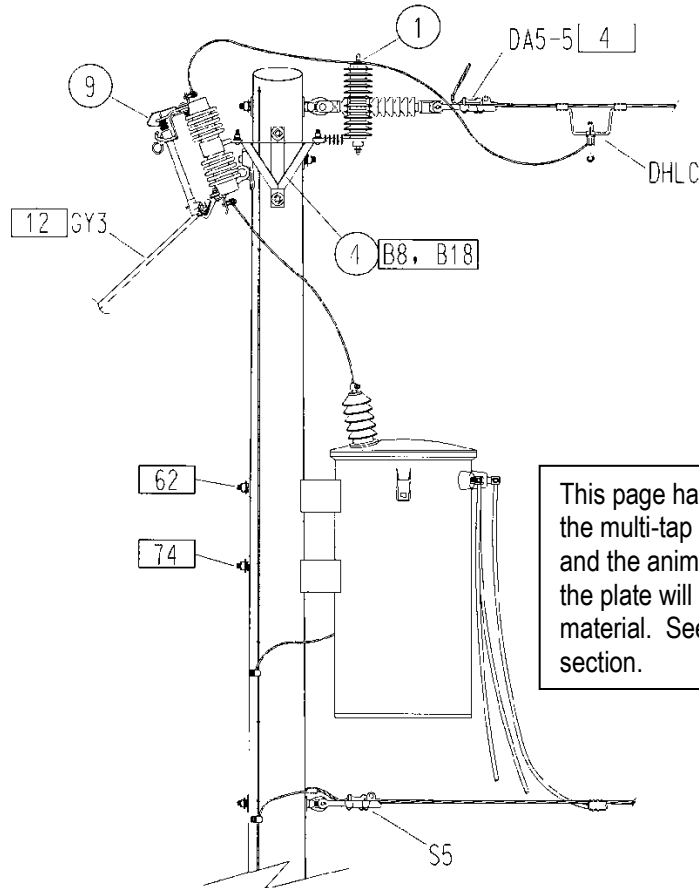 1
DA5-5 4
9
DHLC
12 GY3
4 B8, B18
62
74
This page ha
the multi-tap
and the anim
the plate will
material. See
section.
S5